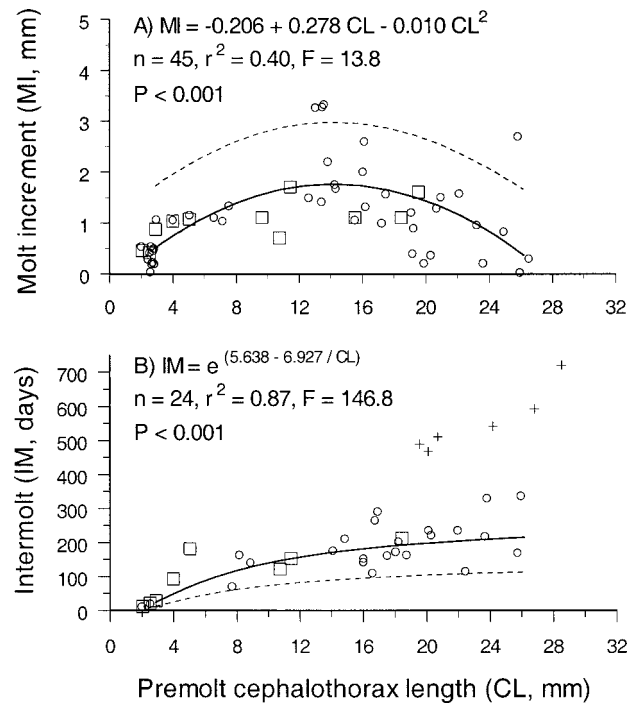 A) MI = -0.206 + 0.278 CL - 0.010 CL²
n = 45, r² = 0.40, F = 13.8
P < 0.001
Molt increment (MI, mm)
5
4
3
2
1
0
0 4 8 12 16 20 24 28 32
B) IM = e^(5.638 - 6.927 / CL)
n = 24, r² = 0.87, F = 146.8
P < 0.001
Intermolt (IM, days)
700
600
500
400
300
200
100
0
0 4 8 12 16 20 24 28 32
Premolt cephalothorax length (CL, mm)